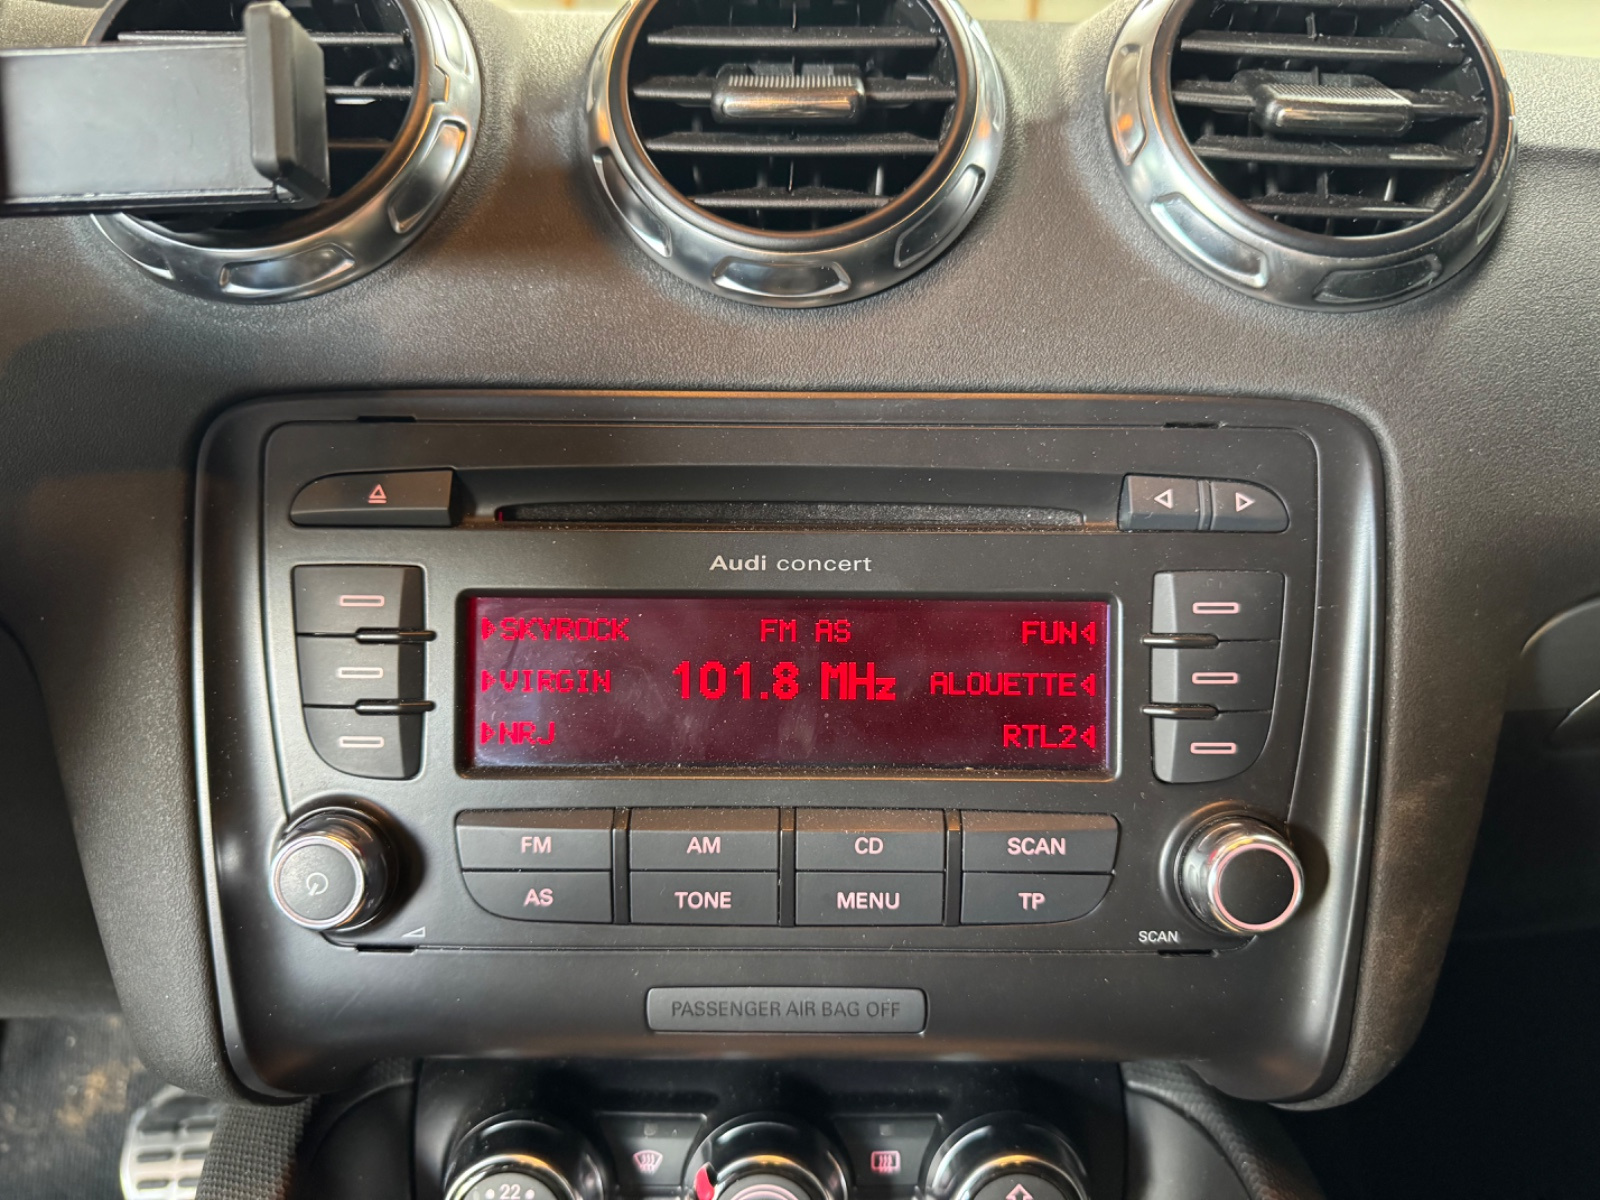 Audi concert
SKYROCK FM AS FUN
VIRGIN 101.8 MHz ALOUETTE
NRJ RTL2
FM AM CD SCAN
AS TONE MENU TP
SCAN
PASSENGER AIR BAG OFF
22